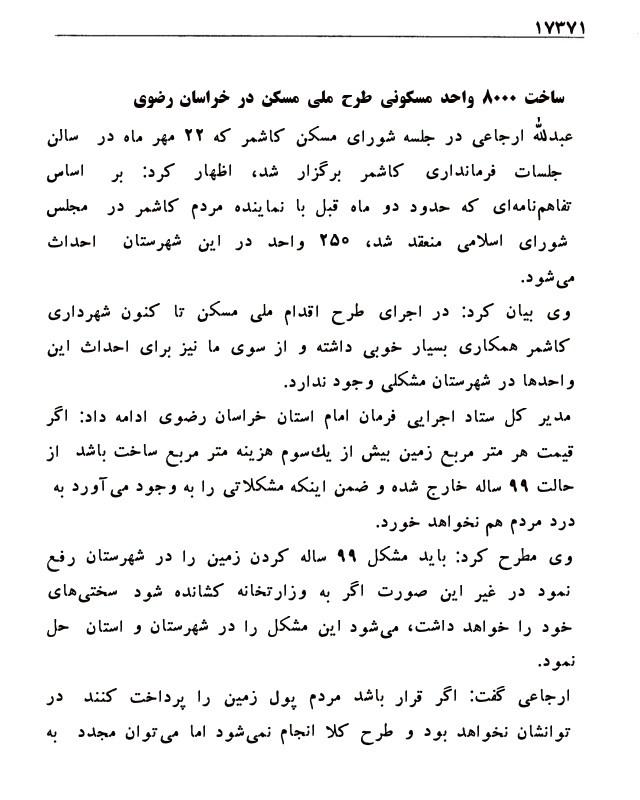 ۱۷۳۷۱
ساخت ۸۰۰۰ واحد مسکونی طرح ملی مسکن در خراسان رضوی
عبدالله ارجاعی در جلسه شورای مسکن کاشمر که ۲۲ مهر ماه در سالن
جلسات فرمانداری کاشمر برگزار شد، اظهار کرد: بر اساس
تفاهم‌نامه‌ای که حدود دو ماه قبل با نماینده مردم کاشمر در مجلس
شورای اسلامی منعقد شد، ۲۵۰ واحد در این شهرستان احداث
می‌شود.
وی بیان کرد: در اجرای طرح اقدام ملی مسکن تا کنون شهرداری
کاشمر همکاری بسیار خوبی داشته و از سوی ما نیز برای احداث این
واحدها در شهرستان مشکلی وجود ندارد.
مدیر کل ستاد اجرایی فرمان امام استان خراسان رضوی ادامه داد: اگر
قیمت هر متر مربع زمین بیش از یك‌سوم هزینه متر مربع ساخت باشد از
حالت ۹۹ ساله خارج شده و ضمن اینکه مشکلاتی را به وجود می‌آورد به
درد مردم هم نخواهد خورد.
وی مطرح کرد: باید مشکل ۹۹ ساله کردن زمین را در شهرستان رفع
نمود در غیر این صورت اگر به وزارتخانه کشانده شود سختی‌های
خود را خواهد داشت، می‌شود این مشکل را در شهرستان و استان حل
نمود.
ارجاعی گفت: اگر قرار باشد مردم پول زمین را پرداخت کنند در
توانشان نخواهد بود و طرح کلا انجام نمی‌شود اما می‌توان مجدد به